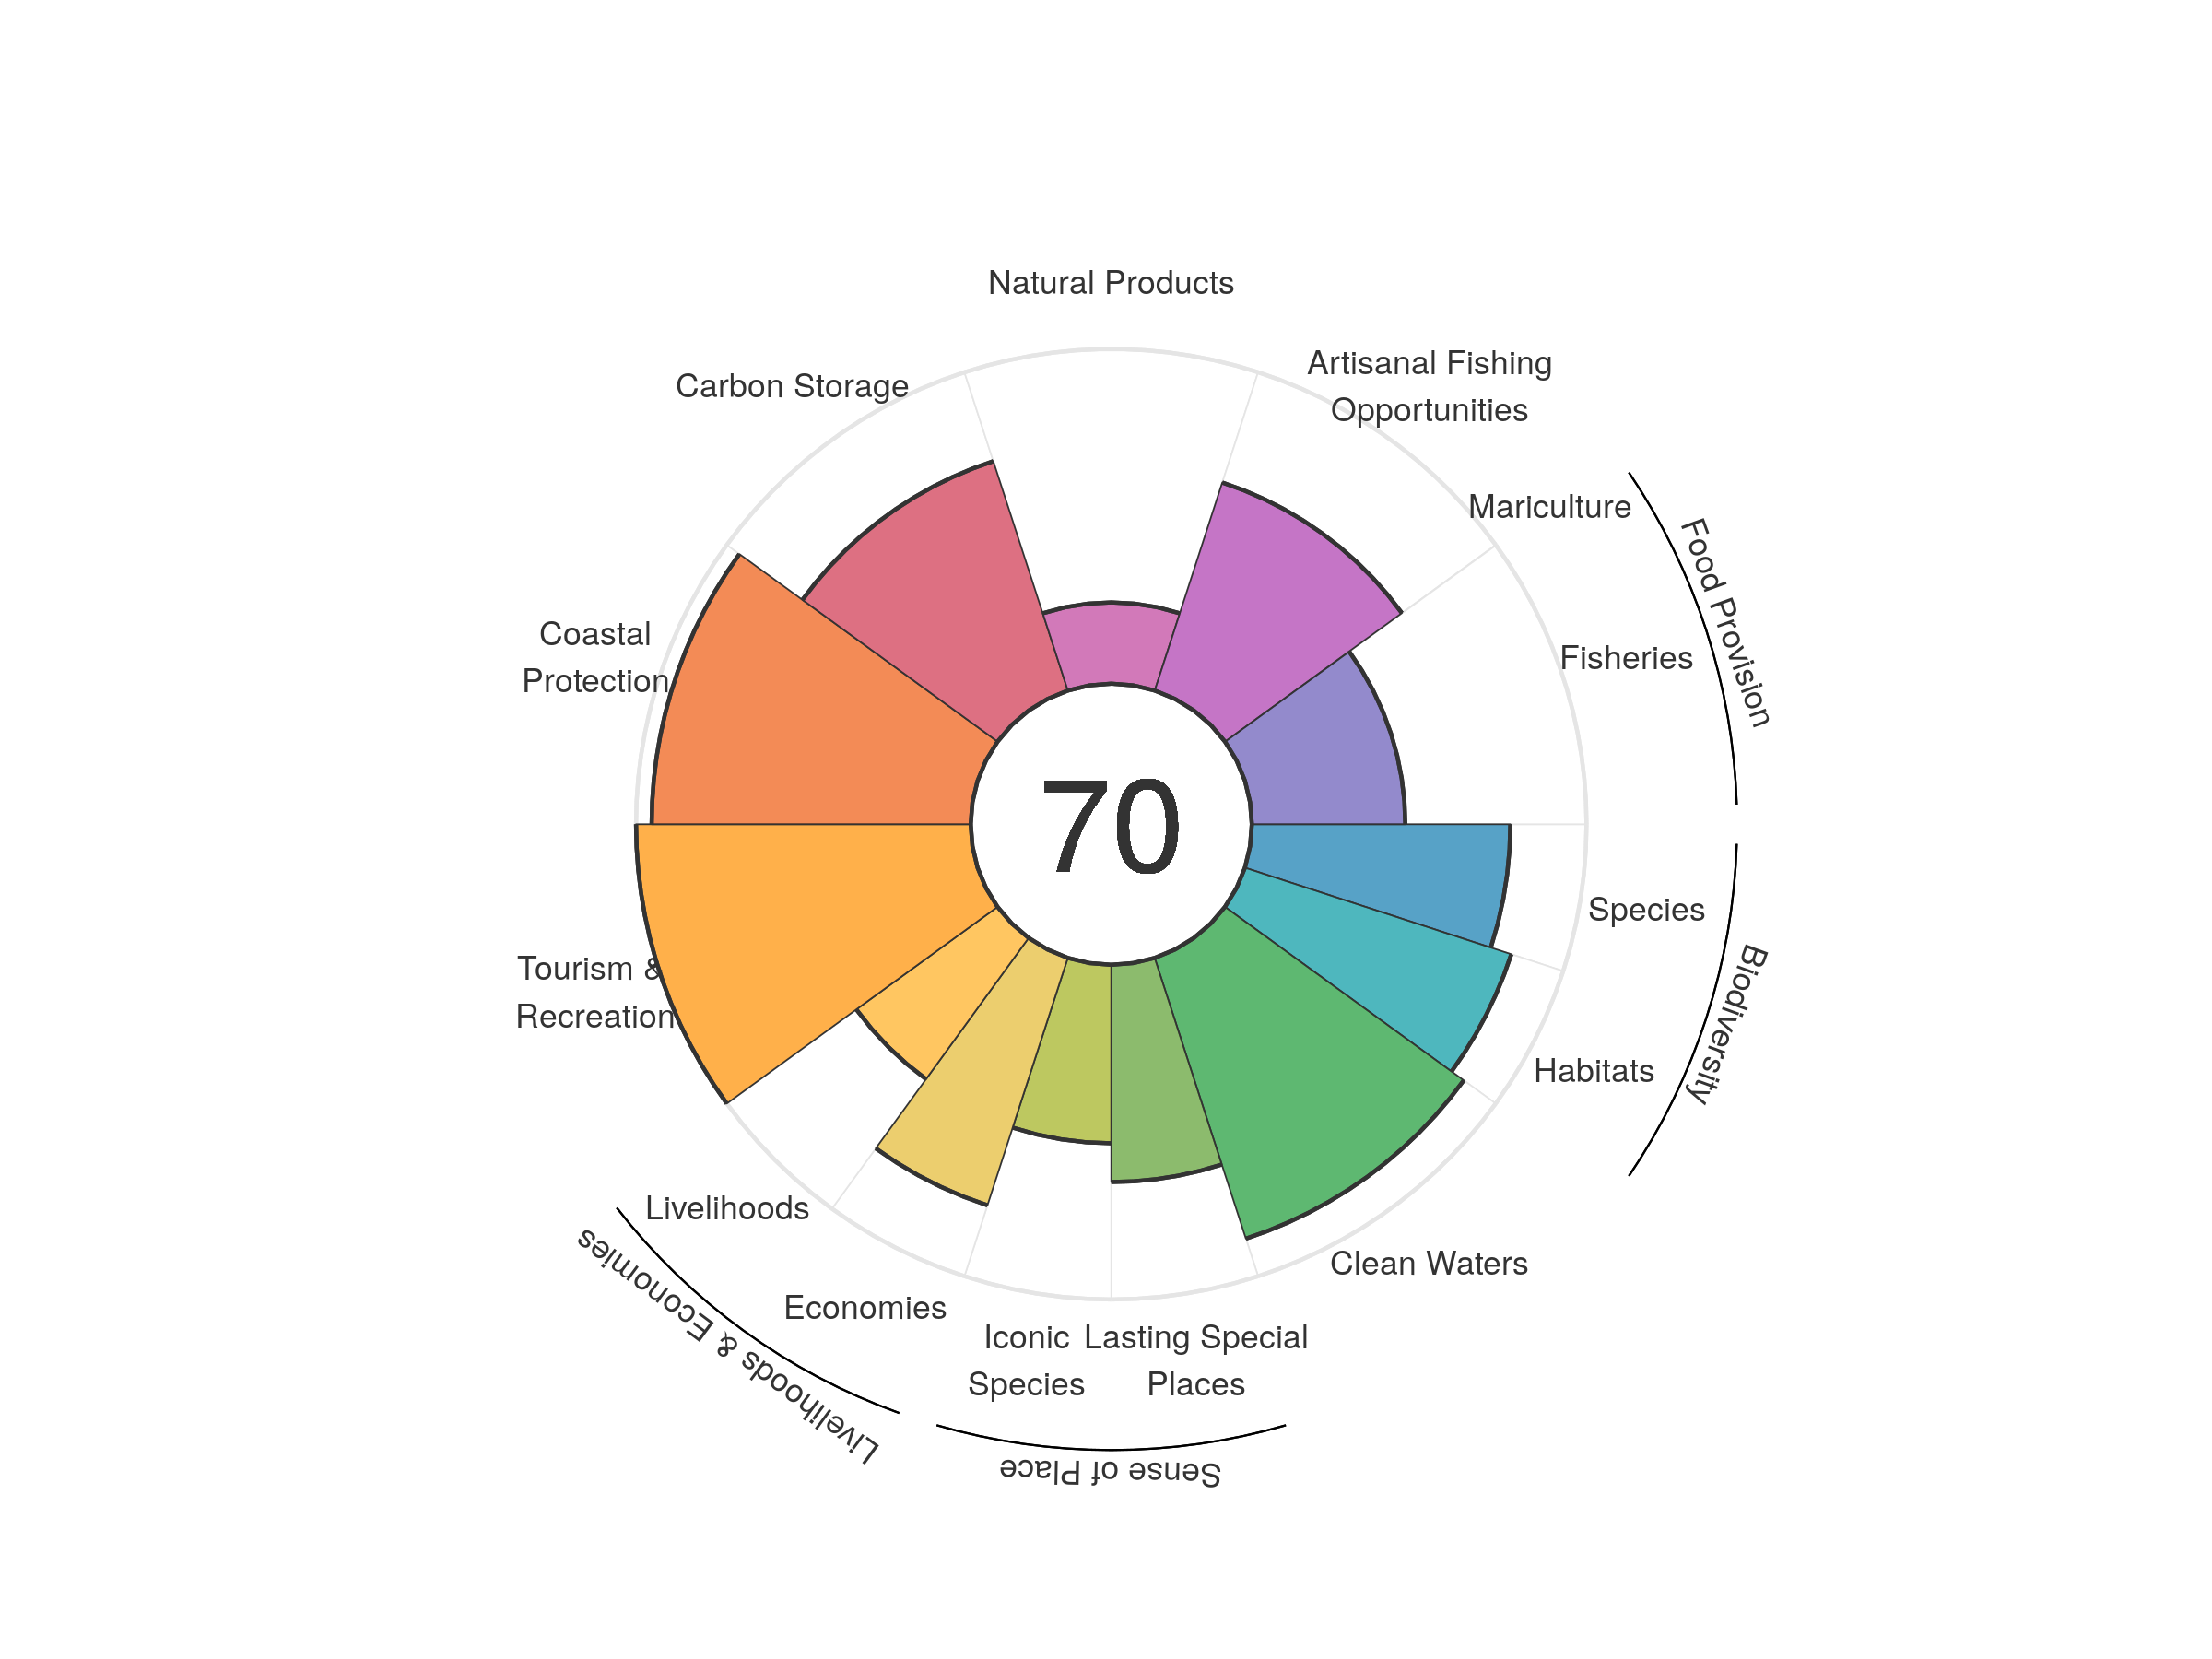 Natural Products
Carbon Storage
Artisanal Fishing
Opportunities
Mariculture
Food Provision
Fisheries
Coastal
Protection
70
Species
Biodiversity
Tourism &
Recreation
Habitats
Livelihoods
Clean Waters
Livelihoods & Economies
Economies
Iconic
Species
Lasting Special
Places
Sense of Place